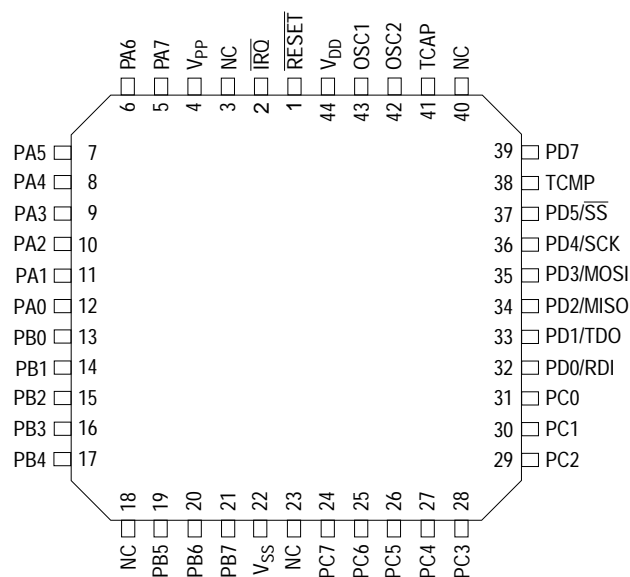 PA6 PA7 VPP NC I̅R̅Q̅ R̅E̅S̅E̅T̅ VDD OSC1 OSC2 TCAP NC
6 5 4 3 2 1 44 43 42 41 40
PA5 7 39 PD7
PA4 8 38 TCMP
PA3 9 37 PD5/S̅S̅
PA2 10 36 PD4/SCK
PA1 11 35 PD3/MOSI
PA0 12 34 PD2/MISO
PB0 13 33 PD1/TDO
PB1 14 32 PD0/RDI
PB2 15 31 PC0
PB3 16 30 PC1
PB4 17 29 PC2
18 19 20 21 22 23 24 25 26 27 28
NC PB5 PB6 PB7 VSS NC PC7 PC6 PC5 PC4 PC3